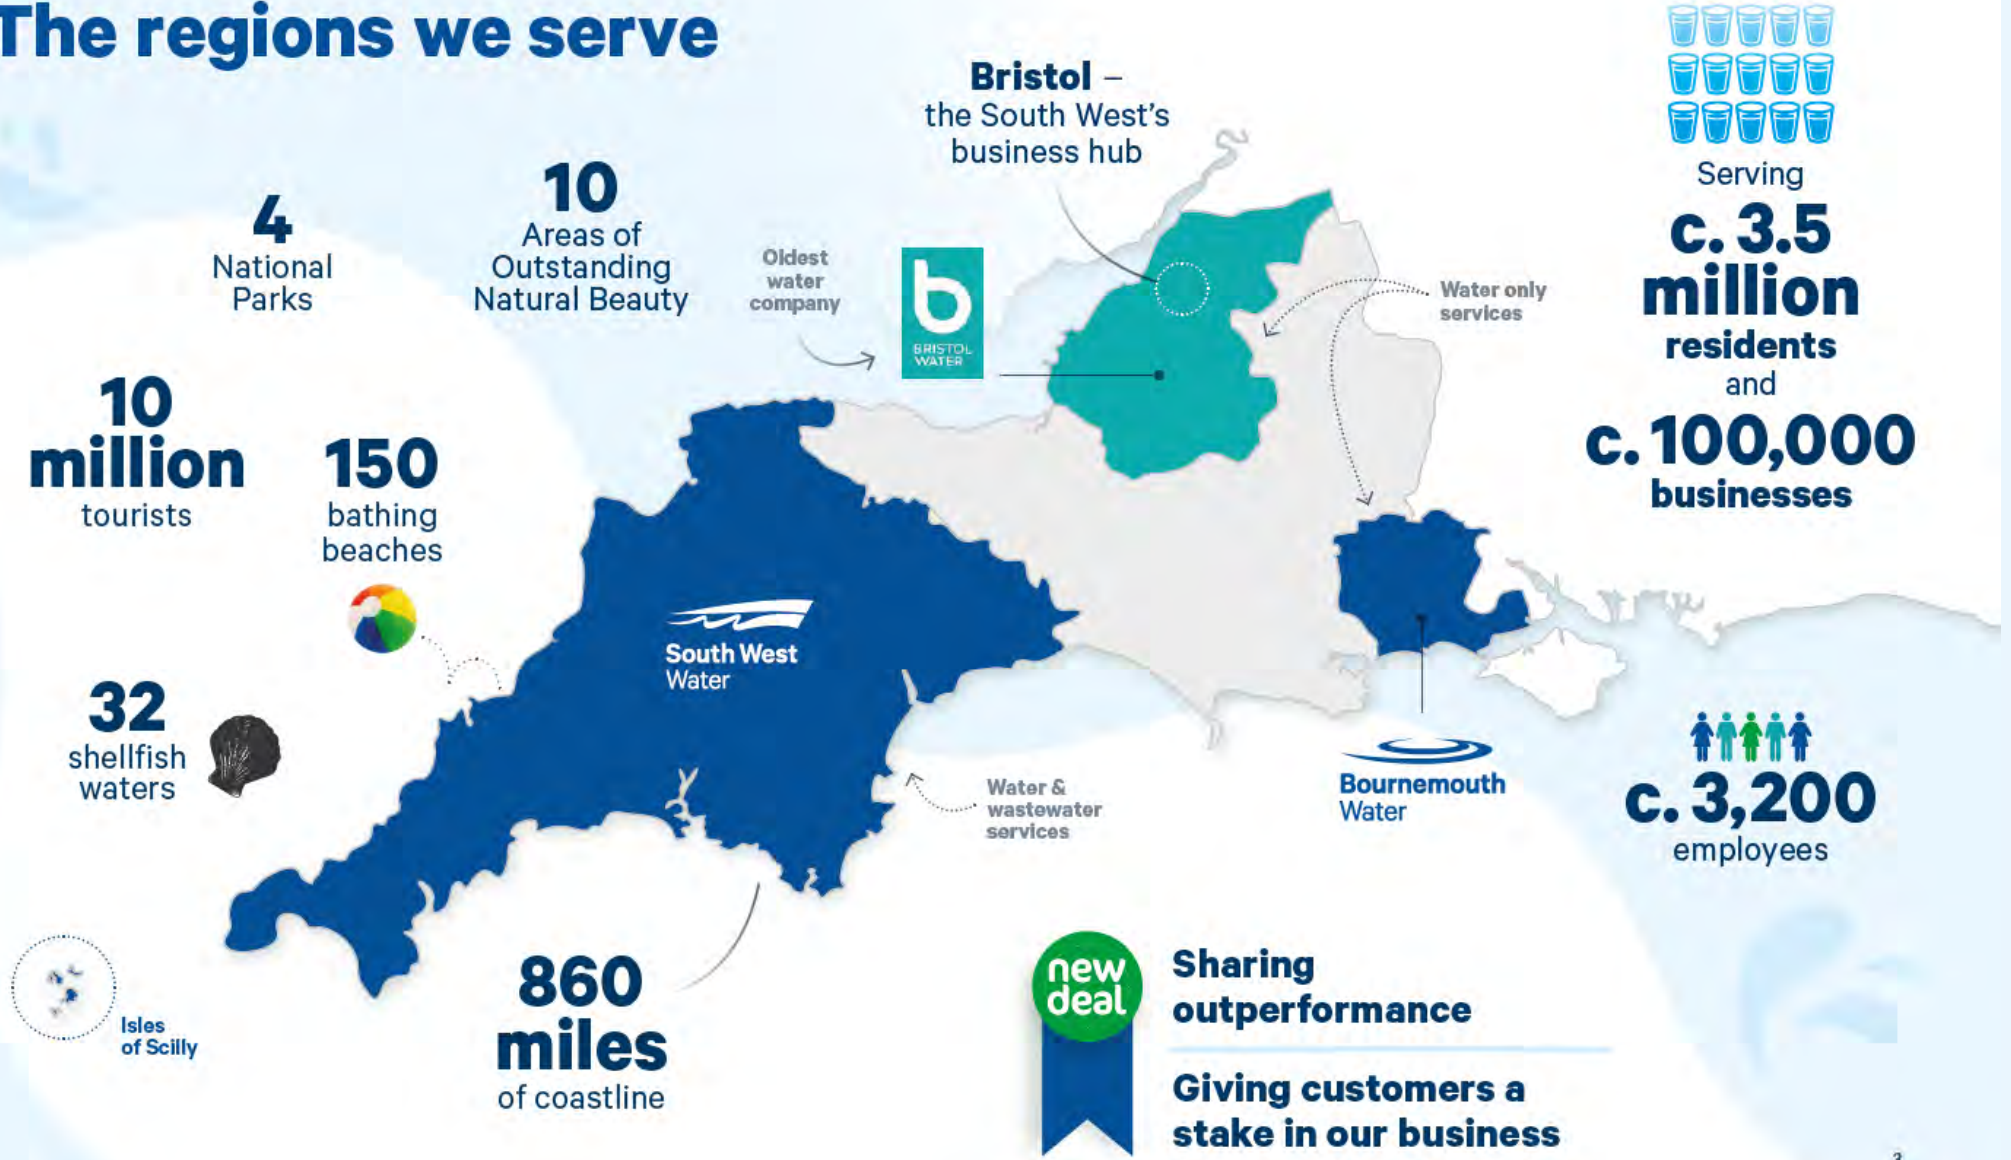 The regions we serve
Bristol –
the South West's
business hub
4
National
Parks
10
Areas of
Outstanding
Natural Beauty
Oldest
water
company
b
BRISTOL
WATER
Water only
services
Serving
c. 3.5
million
residents
and
c. 100,000
businesses
10
million
tourists
150
bathing
beaches
South West
Water
32
shellfish
waters
Water &
wastewater
services
Bournemouth
Water
c. 3,200
employees
Isles
of Scilly
860
miles
of coastline
new
deal
Sharing
outperformance
Giving customers a
stake in our business
3